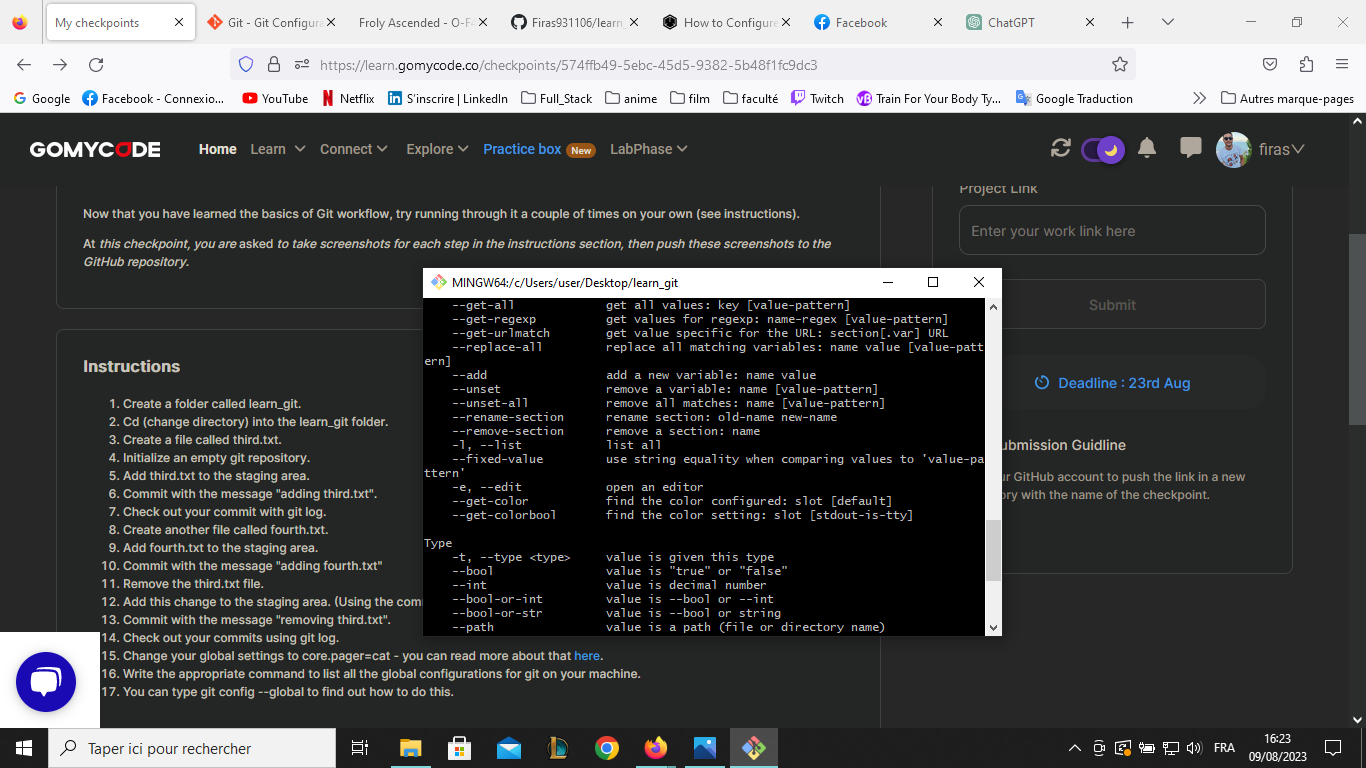 My checkpoints
Git - Git Configura
Froly Ascended - O-F
Firas931106/learn_
How to Configure
Facebook
ChatGPT
https://learn.gomycode.co/checkpoints/574ffb49-5ebc-45d5-9382-5b48f1fc9dc3
Google
Facebook - Connexio...
YouTube
Netflix
S'inscrire | LinkedIn
Full_Stack
anime
film
faculté
Twitch
Train For Your Body Ty...
Google Traduction
Autres marque-pages
GOMYCODE
Home
Learn
Connect
Explore
Practice box New
LabPhase
firas
Now that you have learned the basics of Git workflow, try running through it a couple of times on your own (see instructions).
At this checkpoint, you are asked to take screenshots for each step in the instructions section, then push these screenshots to the
GitHub repository.
Instructions
1. Create a folder called learn_git.
2. Cd (change directory) into the learn_git folder.
3. Create a file called third.txt.
4. Initialize an empty git repository.
5. Add third.txt to the staging area.
6. Commit with the message "adding third.txt".
7. Check out your commit with git log.
8. Create another file called fourth.txt.
9. Add fourth.txt to the staging area.
10. Commit with the message "adding fourth.txt"
11. Remove the third.txt file.
12. Add this change to the staging area. (Using the com
13. Commit with the message "removing third.txt".
14. Check out your commits using git log.
15. Change your global settings to core.pager=cat - you can read more about that here.
16. Write the appropriate command to list all the global configurations for git on your machine.
17. You can type git config --global to find out how to do this.
MINGW64:/c/Users/user/Desktop/learn_git
--get-all get all values: key [value-pattern]
--get-regexp get values for regexp: name-regex [value-pattern]
--get-urlmatch get value specific for the URL: section[.var] URL
--replace-all replace all matching variables: name value [value-patt
ern]
--add add a new variable: name value
--unset remove a variable: name [value-pattern]
--unset-all remove all matches: name [value-pattern]
--rename-section rename section: old-name new-name
--remove-section remove a section: name
-l, --list list all
--fixed-value use string equality when comparing values to 'value-pa
ttern'
-e, --edit open an editor
--get-color find the color configured: slot [default]
--get-colorbool find the color setting: slot [stdout-is-tty]
Type
-t, --type <type> value is given this type
--bool value is "true" or "false"
--int value is decimal number
--bool-or-int value is --bool or --int
--bool-or-str value is --bool or string
--path value is a path (file or directory name)
Project Link
Enter your work link here
Submit
Deadline : 23rd Aug
ubmission Guidline
ur GitHub account to push the link in a new
ory with the name of the checkpoint.
Taper ici pour rechercher
FRA
16:23
09/08/2023